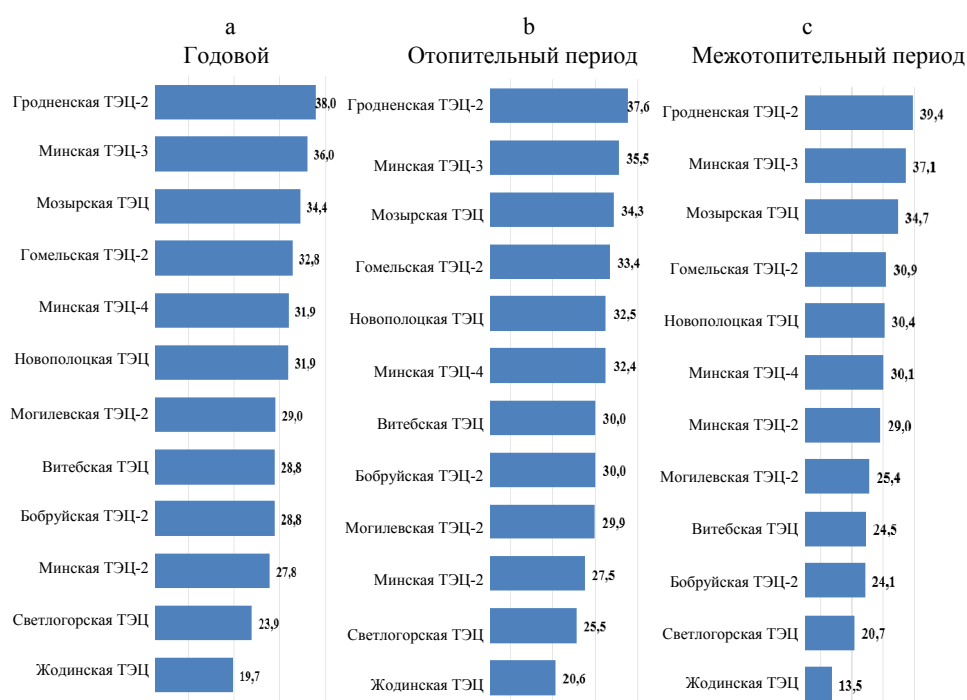 a
Годовой
Гродненская ТЭЦ-2 38,0
Минская ТЭЦ-3 36,0
Мозырская ТЭЦ 34,4
Гомельская ТЭЦ-2 32,8
Минская ТЭЦ-4 31,9
Новополоцкая ТЭЦ 31,9
Могилевская ТЭЦ-2 29,0
Витебская ТЭЦ 28,8
Бобруйская ТЭЦ-2 28,8
Минская ТЭЦ-2 27,8
Светлогорская ТЭЦ 23,9
Жодинская ТЭЦ 19,7
b
Отопительный период
Гродненская ТЭЦ-2 37,6
Минская ТЭЦ-3 35,5
Мозырская ТЭЦ 34,3
Гомельская ТЭЦ-2 33,4
Новополоцкая ТЭЦ 32,5
Минская ТЭЦ-4 32,4
Витебская ТЭЦ 30,0
Бобруйская ТЭЦ-2 30,0
Могилевская ТЭЦ-2 29,9
Минская ТЭЦ-2 27,5
Светлогорская ТЭЦ 25,5
Жодинская ТЭЦ 20,6
c
Межотопительный период
Гродненская ТЭЦ-2 39,4
Минская ТЭЦ-3 37,1
Мозырская ТЭЦ 34,7
Гомельская ТЭЦ-2 30,9
Новополоцкая ТЭЦ 30,4
Минская ТЭЦ-4 30,1
Минская ТЭЦ-2 29,0
Могилевская ТЭЦ-2 25,4
Витебская ТЭЦ 24,5
Бобруйская ТЭЦ-2 24,1
Светлогорская ТЭЦ 20,7
Жодинская ТЭЦ 13,5